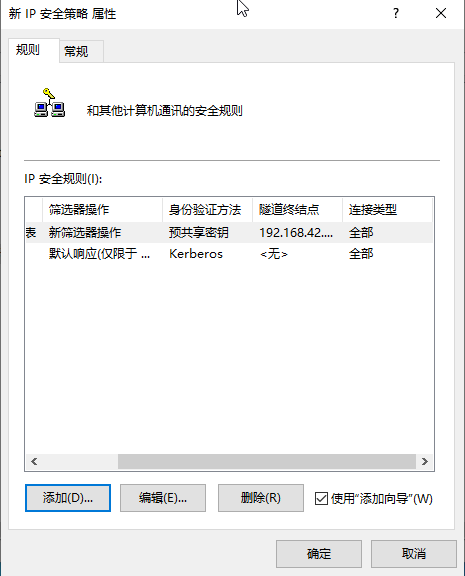 新 IP 安全策略 属性
规则
常规
和其他计算机通讯的安全规则
IP 安全规则(I):
筛选器操作 身份验证方法 隧道终结点 连接类型
表 新筛选器操作 预共享密钥 192.168.42.... 全部
默认响应(仅限于 ... Kerberos <无> 全部
添加(D)... 编辑(E)... 删除(R) 使用"添加向导"(W)
确定 取消